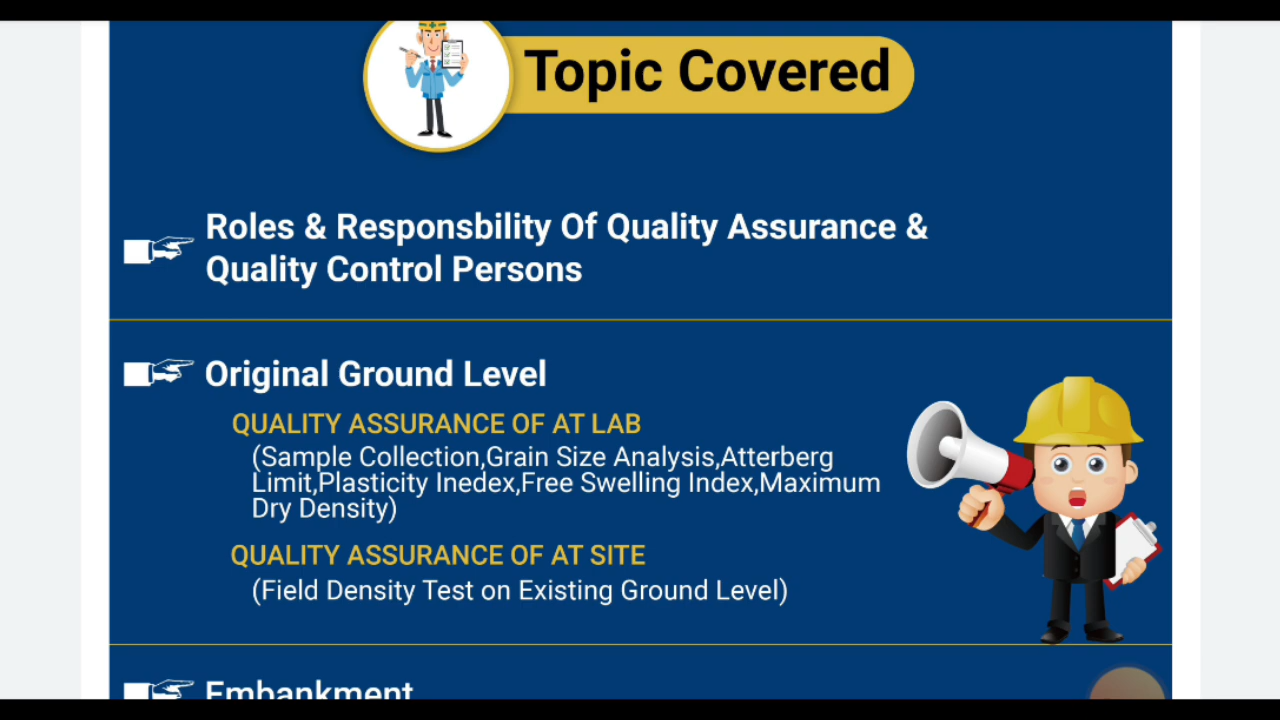 Topic Covered
Roles & Responsbility Of Quality Assurance &
Quality Control Persons
Original Ground Level
QUALITY ASSURANCE OF AT LAB
(Sample Collection,Grain Size Analysis,Atterberg
Limit,Plasticity Inedex,Free Swelling Index,Maximum
Dry Density)
QUALITY ASSURANCE OF AT SITE
(Field Density Test on Existing Ground Level)
Embankment